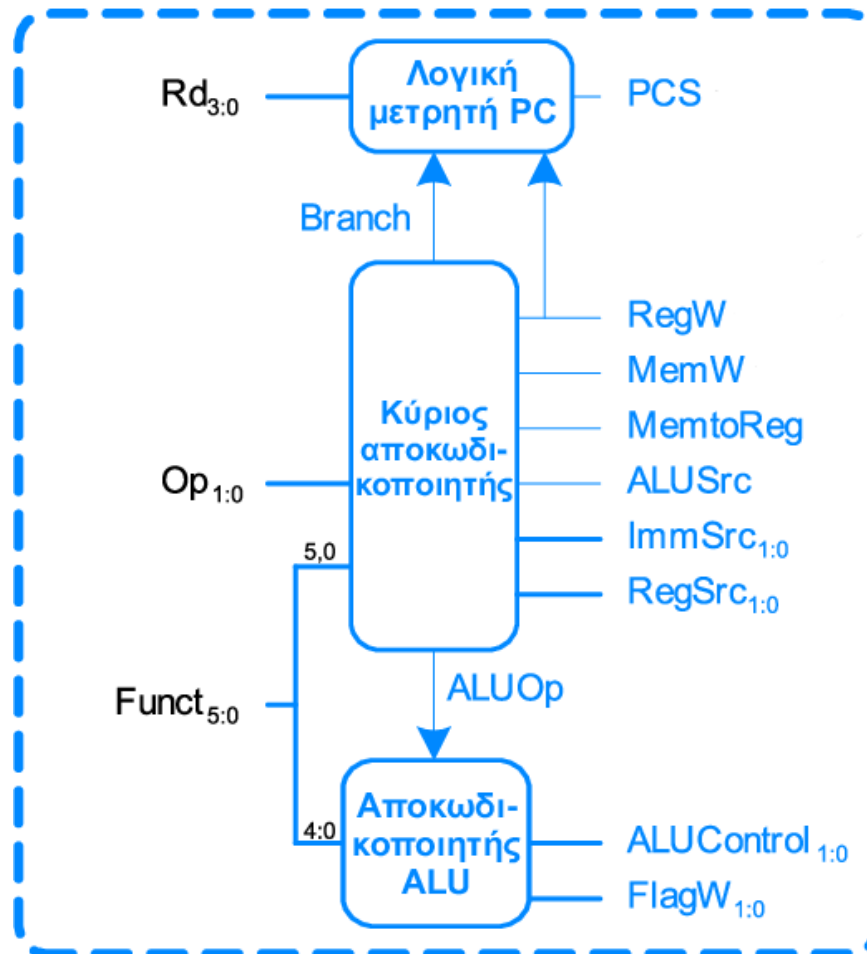 Λογική
μετρητή PC
Rd3:0
PCS
Branch
RegW
MemW
MemtoReg
ALUSrc
ImmSrc1:0
RegSrc1:0
Κύριος
αποκωδι-
κοποιητής
Op1:0
5,0
Funct5:0
ALUOp
4:0
Αποκωδι-
κοποιητής
ALU
ALUControl1:0
FlagW1:0